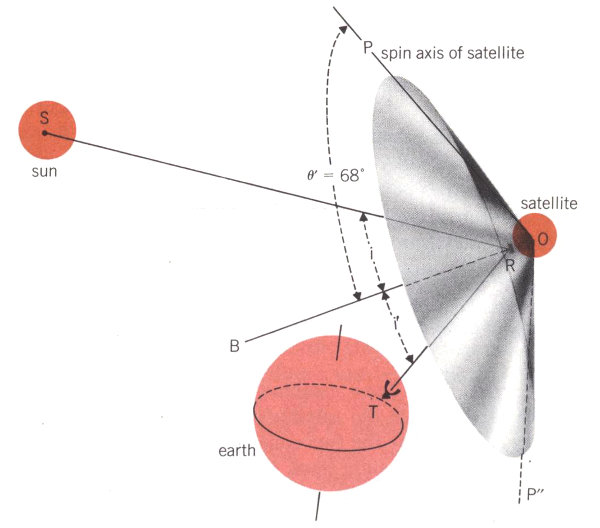 P
spin axis of satellite
S
sun
θ′ = 68°
satellite
O
R
i
i′
B
T
earth
P″